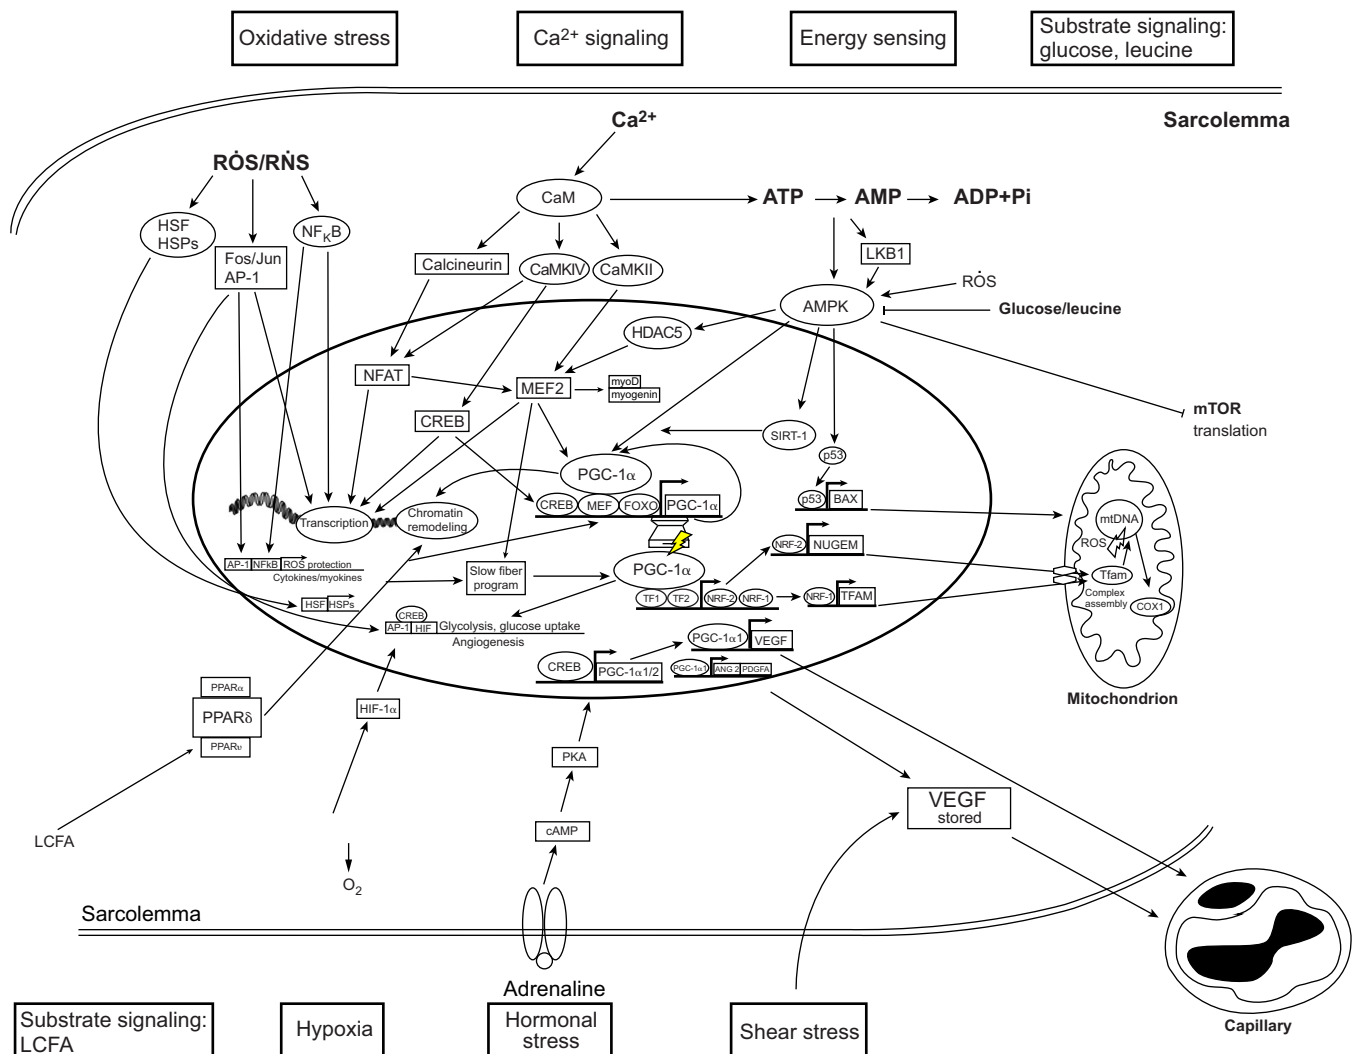 Oxidative stress
Ca2+ signaling
Energy sensing
Substrate signaling:
glucose, leucine
Ca2+
Sarcolemma
RȮS/RṄS
CaM
ATP
AMP
ADP+Pi
HSF
HSPs
NFKB
Fos/Jun
AP-1
Calcineurin
CaMKIV
CaMKII
LKB1
RȮS
AMPK
Glucose/leucine
HDAC5
NFAT
MEF2
myoD
myogenin
mTOR
translation
CREB
SIRT-1
p53
PGC-1α
p53
BAX
CREB
MEF
FOXO
PGC-1α
Transcription
Chromatin
remodeling
mtDNA
ROS
NRF-2
NUGEM
AP-1
NFkB
ROS protection
Cytokines/myokines
Slow fiber
program
PGC-1α
Tfam
Complex
assembly
COX1
TF1
TF2
NRF-2
NRF-1
NRF-1
TFAM
HSF
HSPs
CREB
AP-1
HIF
Glycolysis, glucose uptake
Angiogenesis
PGC-1α1
VEGF
CREB
PGC-1α1/2
PGC-1α1
ANG 2
PDGFA
Mitochondrion
PPARα
PPARδ
PPARυ
HIF-1α
PKA
VEGF
stored
cAMP
LCFA
O2
Sarcolemma
Adrenaline
Substrate signaling:
LCFA
Hypoxia
Hormonal
stress
Shear stress
Capillary